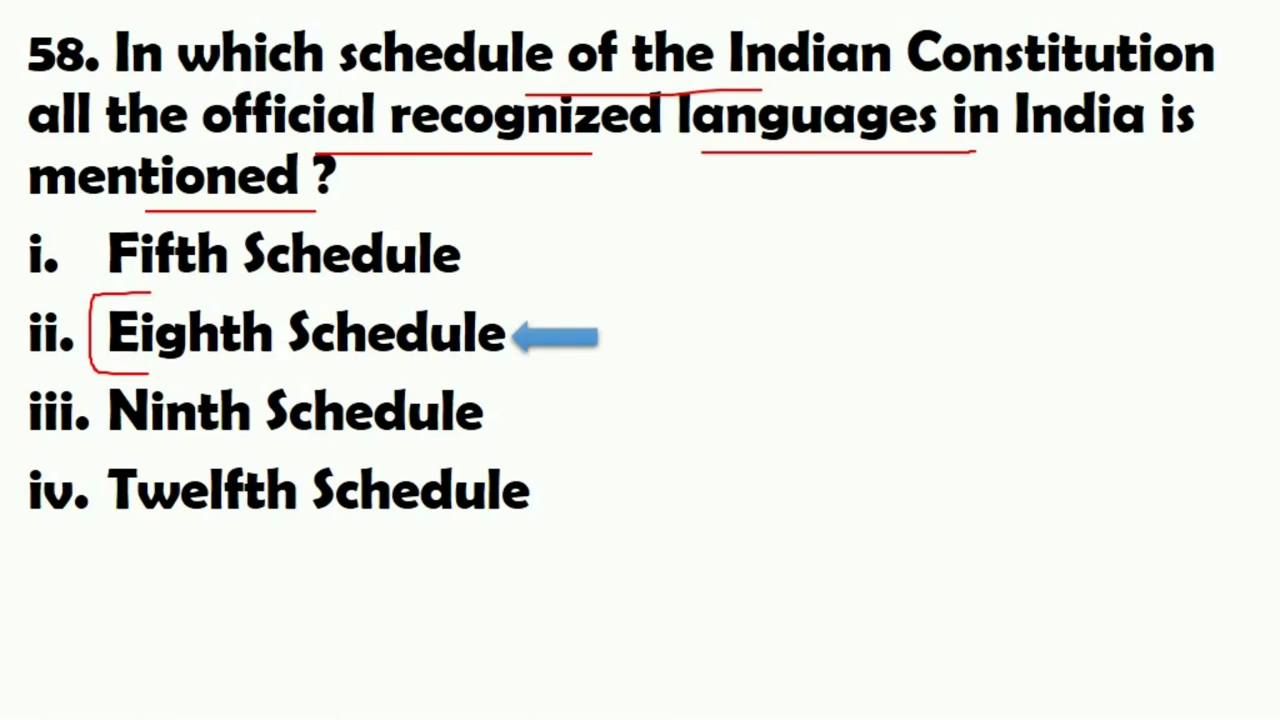 58. In which schedule of the Indian Constitution
all the official recognized languages in India is
mentioned ?
i. Fifth Schedule
ii. Eighth Schedule
iii. Ninth Schedule
iv. Twelfth Schedule